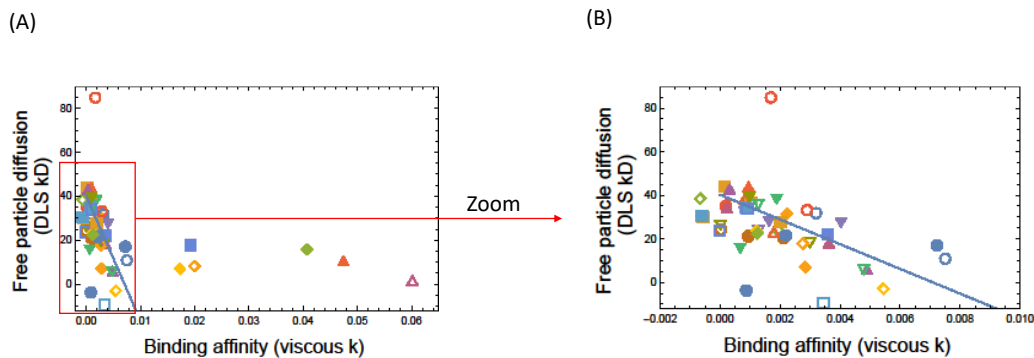 (A)
(B)
Free particle diffusion
(DLS kD)
80
60
40
20
0
0.00 0.01 0.02 0.03 0.04 0.05 0.06
Binding affinity (viscous k)
Zoom
Free particle diffusion
(DLS kD)
80
60
40
20
0
−0.002 0.000 0.002 0.004 0.006 0.008 0.010
Binding affinity (viscous k)